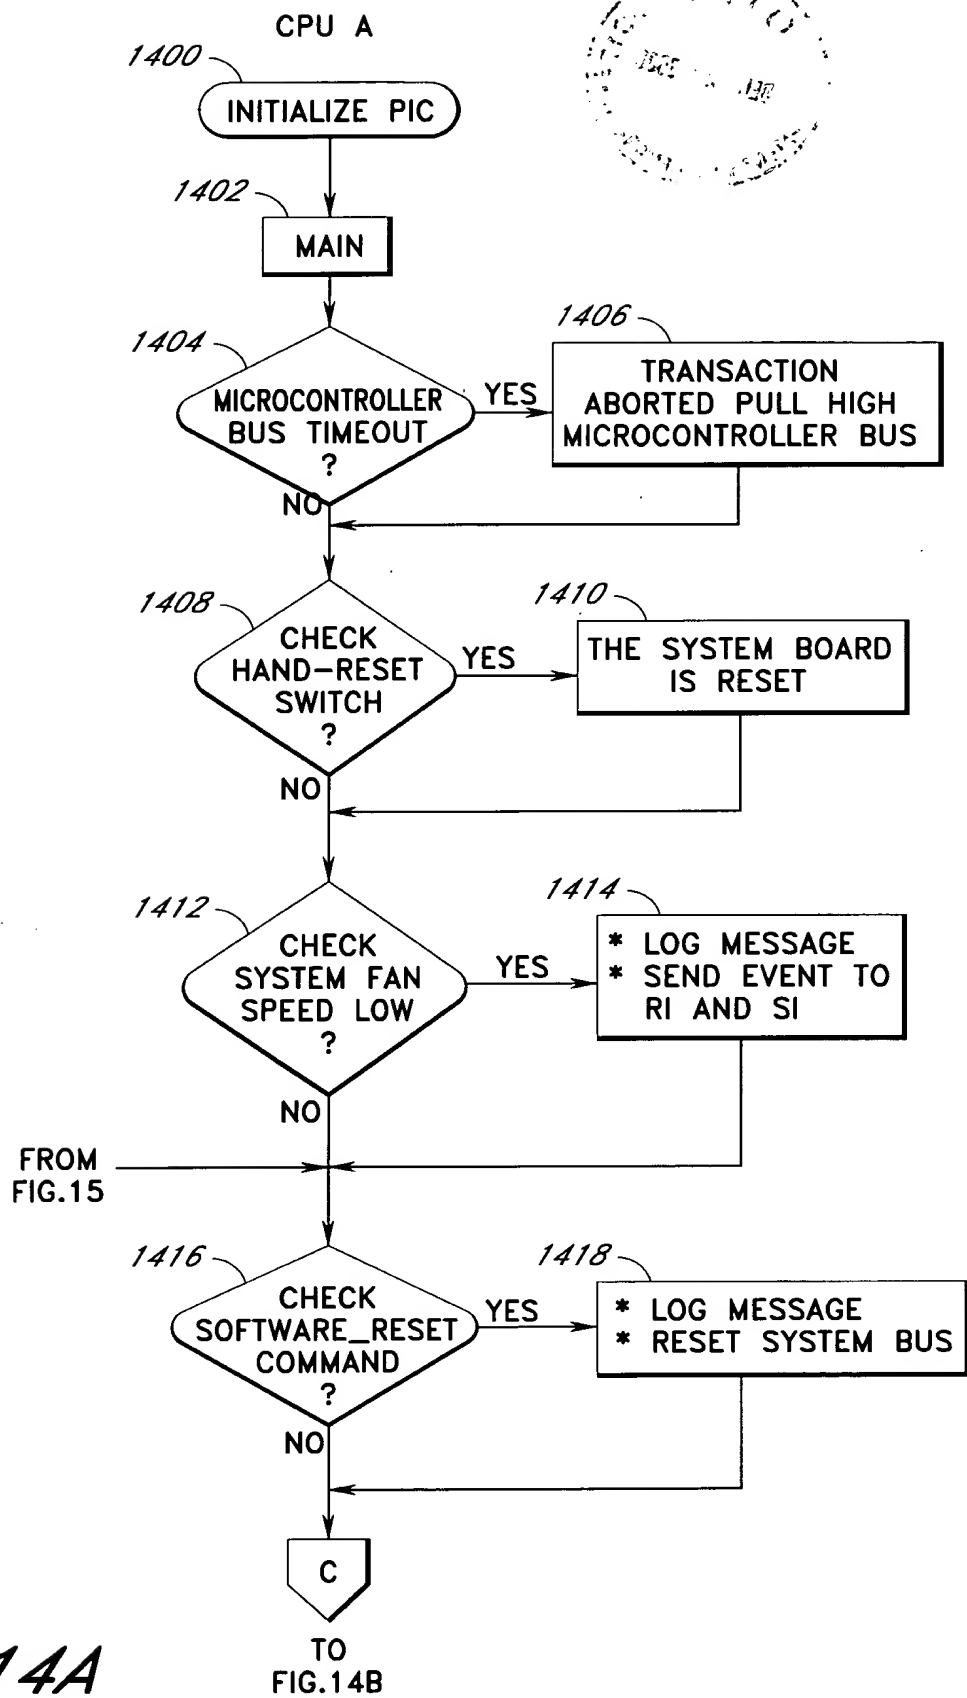 CPU A
1400
INITIALIZE PIC
1402
MAIN
1404
MICROCONTROLLER
BUS TIMEOUT
?
YES
NO
1406
TRANSACTION
ABORTED PULL HIGH
MICROCONTROLLER BUS
1408
CHECK
HAND-RESET
SWITCH
?
YES
NO
1410
THE SYSTEM BOARD
IS RESET
1412
CHECK
SYSTEM FAN
SPEED LOW
?
YES
NO
1414
* LOG MESSAGE
* SEND EVENT TO
RI AND SI
FROM
FIG.15
1416
CHECK
SOFTWARE_RESET
COMMAND
?
YES
NO
1418
* LOG MESSAGE
* RESET SYSTEM BUS
C
TO
FIG.14B
14A